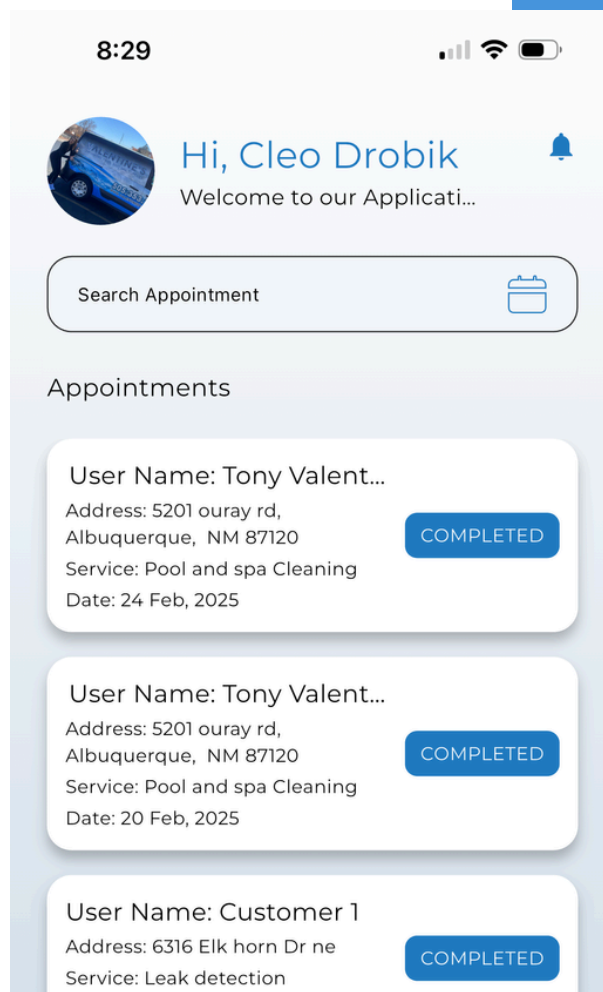 8:29
Hi, Cleo Drobik
Welcome to our Applicati...
Search Appointment
Appointments
User Name: Tony Valent...
Address: 5201 ouray rd,
Albuquerque, NM 87120
COMPLETED
Service: Pool and spa Cleaning
Date: 24 Feb, 2025
User Name: Tony Valent...
Address: 5201 ouray rd,
Albuquerque, NM 87120
COMPLETED
Service: Pool and spa Cleaning
Date: 20 Feb, 2025
User Name: Customer 1
Address: 6316 Elk horn Dr ne
COMPLETED
Service: Leak detection